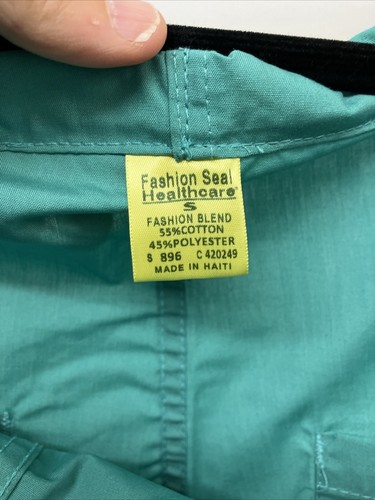 Fashion Seal
Healthcare®
S
FASHION BLEND
55%COTTON
45%POLYESTER
S 896 C 420249
MADE IN HAITI